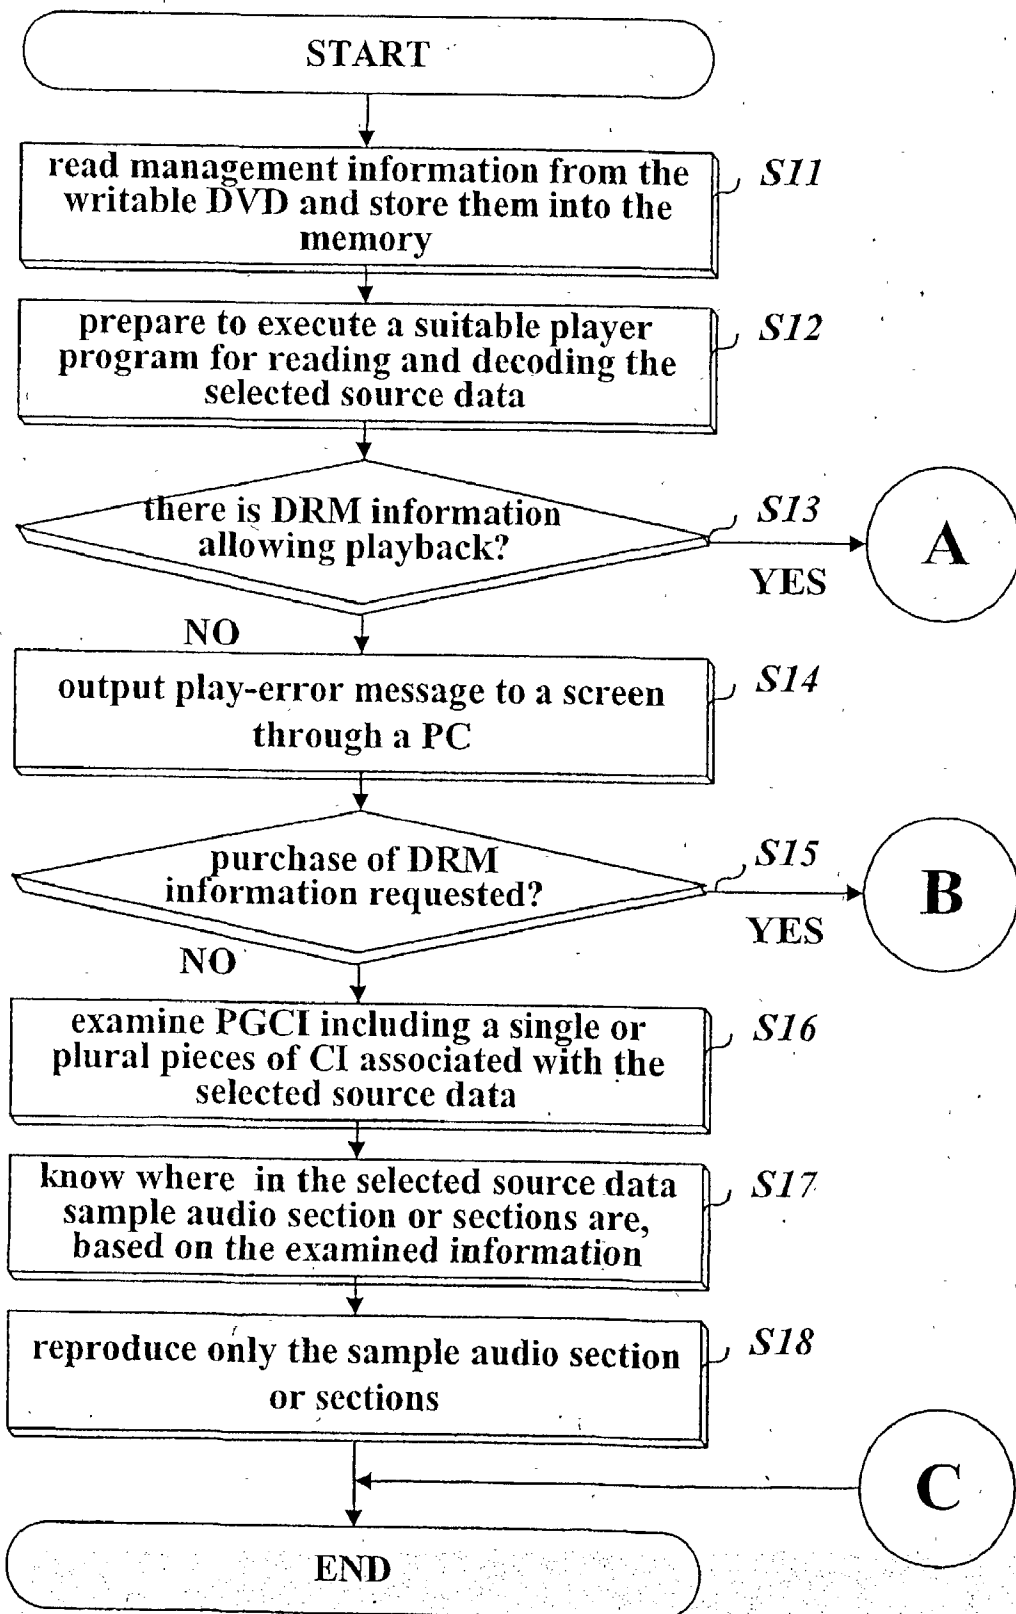 START
read management information from the
writable DVD and store them into the
memory
S11
prepare to execute a suitable player
program for reading and decoding the
selected source data
S12
there is DRM information
allowing playback?
S13
YES
A
NO
output play-error message to a screen
through a PC
S14
purchase of DRM
information requested?
S15
YES
B
NO
examine PGCI including a single or
plural pieces of CI associated with the
selected source data
S16
know where in the selected source data
sample audio section or sections are,
based on the examined information
S17
reproduce only the sample audio section
or sections
S18
C
END